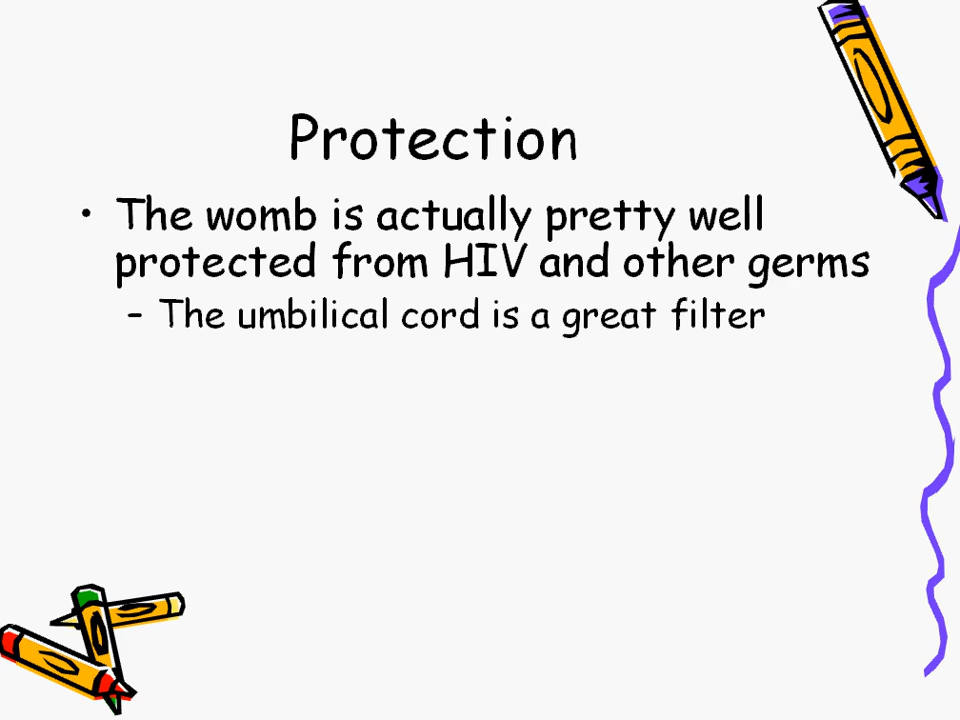 Protection
• The womb is actually pretty well
protected from HIV and other germs
– The umbilical cord is a great filter